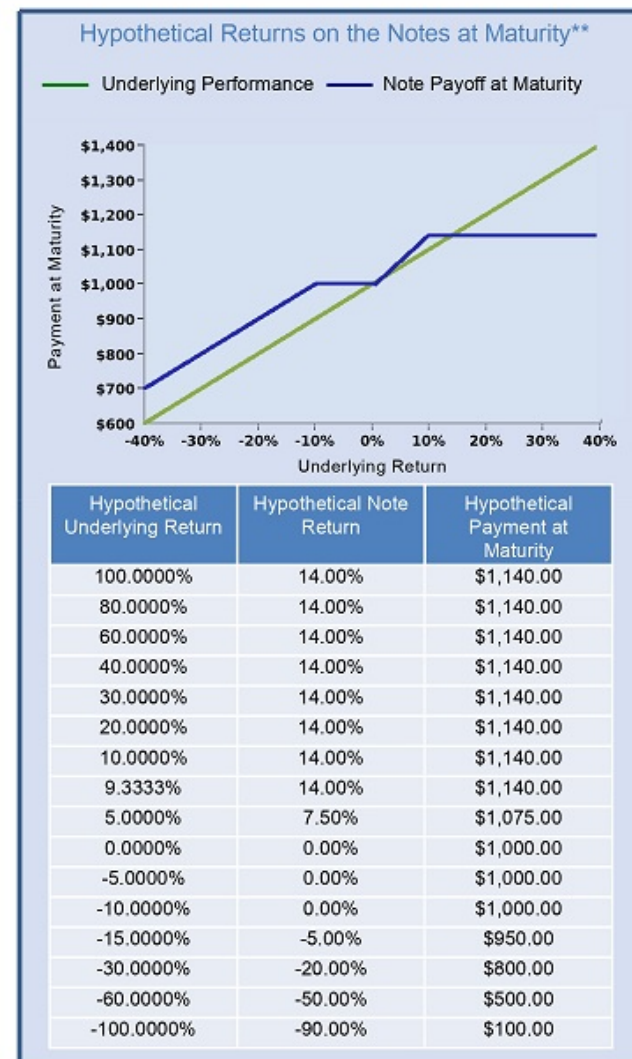 Hypothetical Returns on the Notes at Maturity**
Underlying Performance Note Payoff at Maturity
$1,400
$1,300
$1,200
$1,100
$1,000
$900
$800
$700
$600
Payment at Maturity
-40% -30% -20% -10% 0% 10% 20% 30% 40%
Underlying Return
Hypothetical Underlying Return Hypothetical Note Return Hypothetical Payment at Maturity
100.0000% 14.00% $1,140.00
80.0000% 14.00% $1,140.00
60.0000% 14.00% $1,140.00
40.0000% 14.00% $1,140.00
30.0000% 14.00% $1,140.00
20.0000% 14.00% $1,140.00
10.0000% 14.00% $1,140.00
9.3333% 14.00% $1,140.00
5.0000% 7.50% $1,075.00
0.0000% 0.00% $1,000.00
-5.0000% 0.00% $1,000.00
-10.0000% 0.00% $1,000.00
-15.0000% -5.00% $950.00
-30.0000% -20.00% $800.00
-60.0000% -50.00% $500.00
-100.0000% -90.00% $100.00